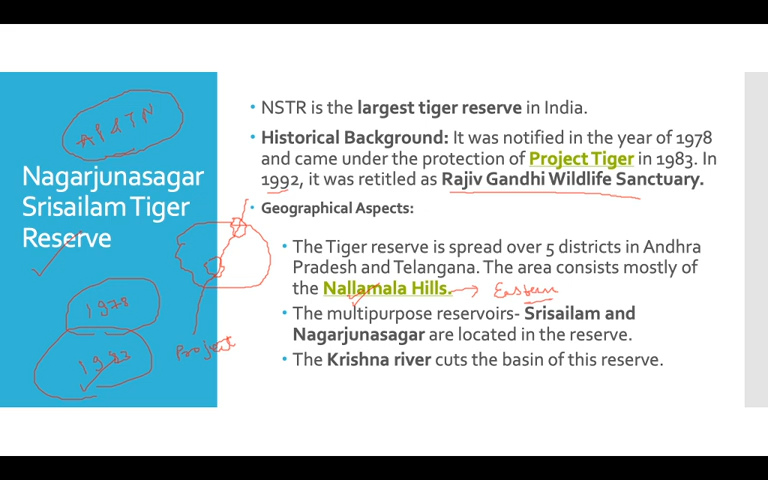 AP & TN
Nagarjunasagar
Srisailam Tiger
Reserve
1978
1983
Project
• NSTR is the largest tiger reserve in India.
• Historical Background: It was notified in the year of 1978
and came under the protection of Project Tiger in 1983. In
1992, it was retitled as Rajiv Gandhi Wildlife Sanctuary.
• Geographical Aspects:
• The Tiger reserve is spread over 5 districts in Andhra
Pradesh and Telangana. The area consists mostly of
the Nallamala Hills. → Eastern
• The multipurpose reservoirs- Srisailam and
Nagarjunasagar are located in the reserve.
• The Krishna river cuts the basin of this reserve.